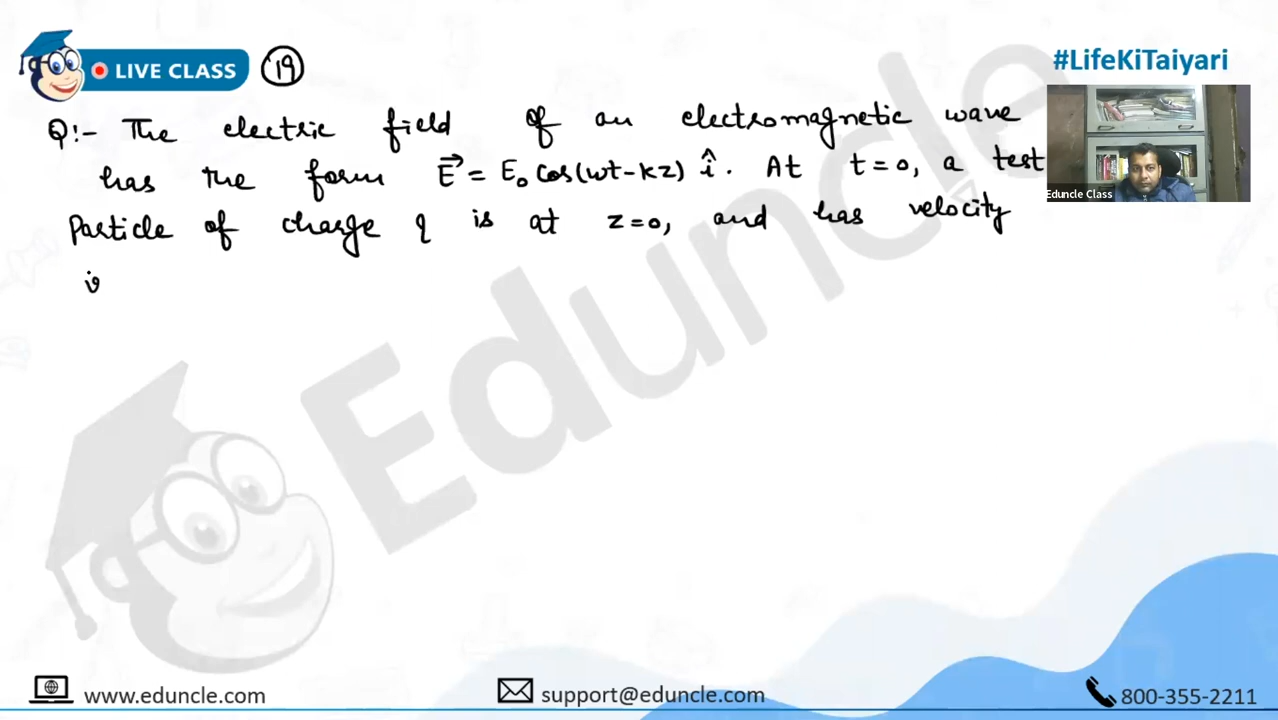 LIVE CLASS
19
#LifeKiTaiyari
Q:- The electric field of an electromagnetic wave
has the form E⃗ = E₀ cos(ωt - kz) î. At t = 0, a test
Particle of charge q is at z = 0, and has velocity
Eduncle Class
Eduncle
www.eduncle.com
support@eduncle.com
800-355-2211